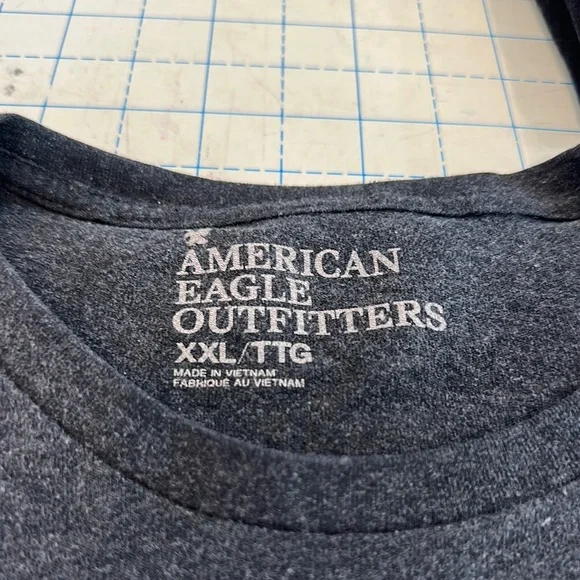 AMERICAN
EAGLE
OUTFITTERS
XXL/TTG
MADE IN VIETNAM
FABRIQUÉ AU VIETNAM